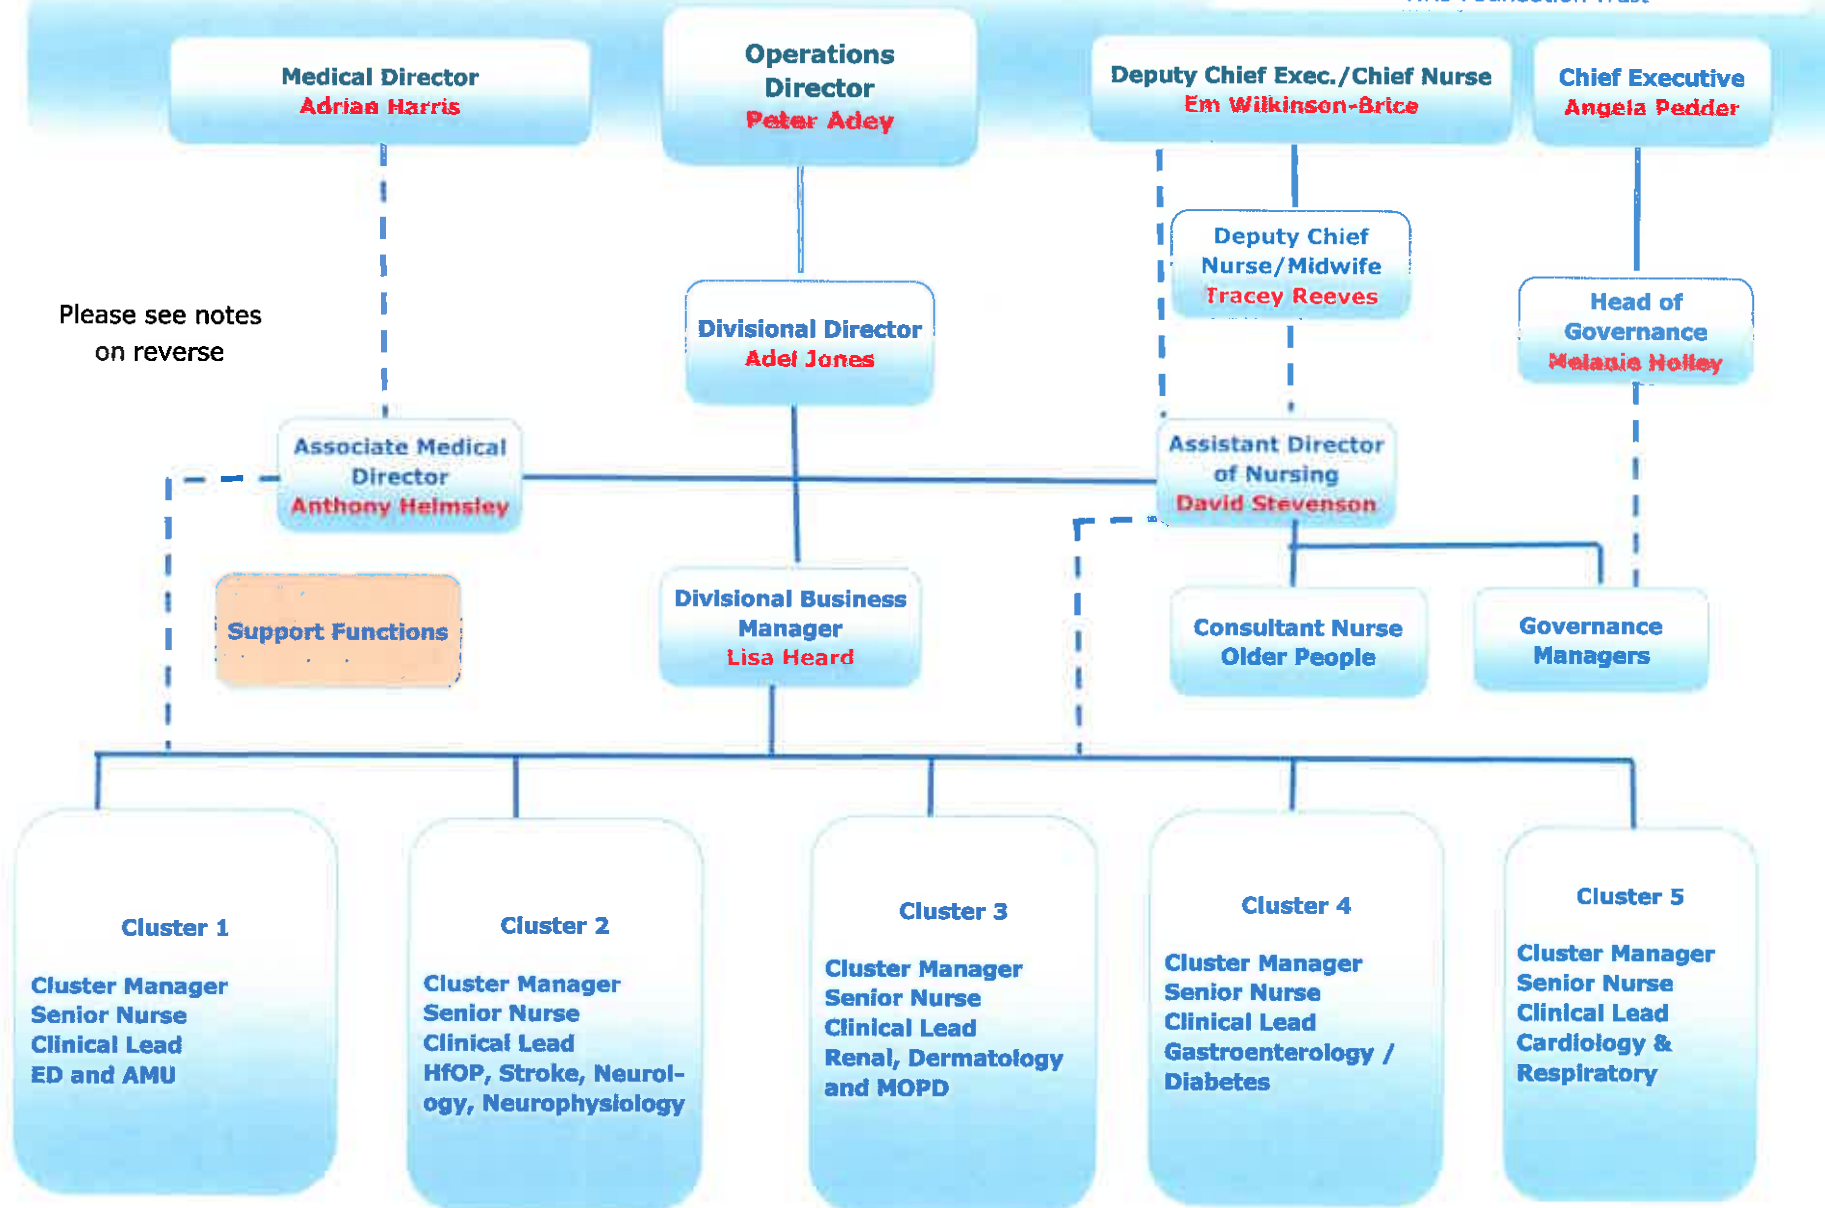 Medical Director
Adrian Harris
Operations
Director
Peter Adey
Deputy Chief Exec./Chief Nurse
Em Wilkinson-Brice
Chief Executive
Angela Pedder
Deputy Chief
Nurse/Midwife
Tracey Reeves
Please see notes
on reverse
Divisional Director
Adel Jones
Head of
Governance
Melanie Holley
Associate Medical
Director
Anthony Helmsley
Assistant Director
of Nursing
David Stevenson
Support Functions
Divisional Business
Manager
Lisa Heard
Consultant Nurse
Older People
Governance
Managers
Cluster 1
Cluster Manager
Senior Nurse
Clinical Lead
ED and AMU
Cluster 2
Cluster Manager
Senior Nurse
Clinical Lead
HfOP, Stroke, Neurol-
ogy, Neurophysiology
Cluster 3
Cluster Manager
Senior Nurse
Clinical Lead
Renal, Dermatology
and MOPD
Cluster 4
Cluster Manager
Senior Nurse
Clinical Lead
Gastroenterology /
Diabetes
Cluster 5
Cluster Manager
Senior Nurse
Clinical Lead
Cardiology &
Respiratory